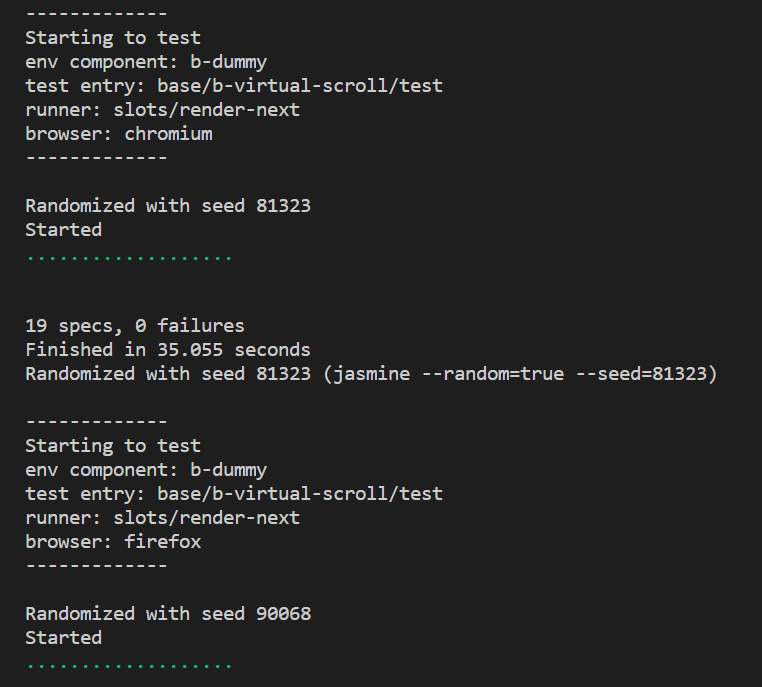 -------------
Starting to test
env component: b-dummy
test entry: base/b-virtual-scroll/test
runner: slots/render-next
browser: chromium
-------------
Randomized with seed 81323
Started
...................
19 specs, 0 failures
Finished in 35.055 seconds
Randomized with seed 81323 (jasmine --random=true --seed=81323)
-------------
Starting to test
env component: b-dummy
test entry: base/b-virtual-scroll/test
runner: slots/render-next
browser: firefox
-------------
Randomized with seed 90068
Started
...................